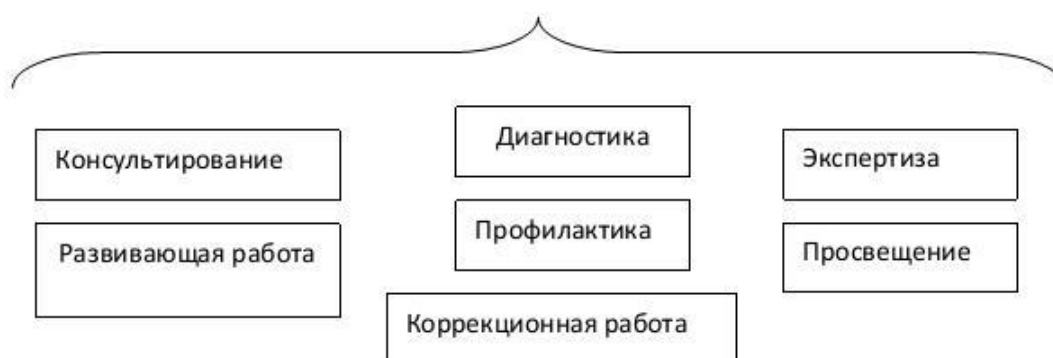 Консультирование
Диагностика
Экспертиза
Развивающая работа
Профилактика
Просвещение
Коррекционная работа